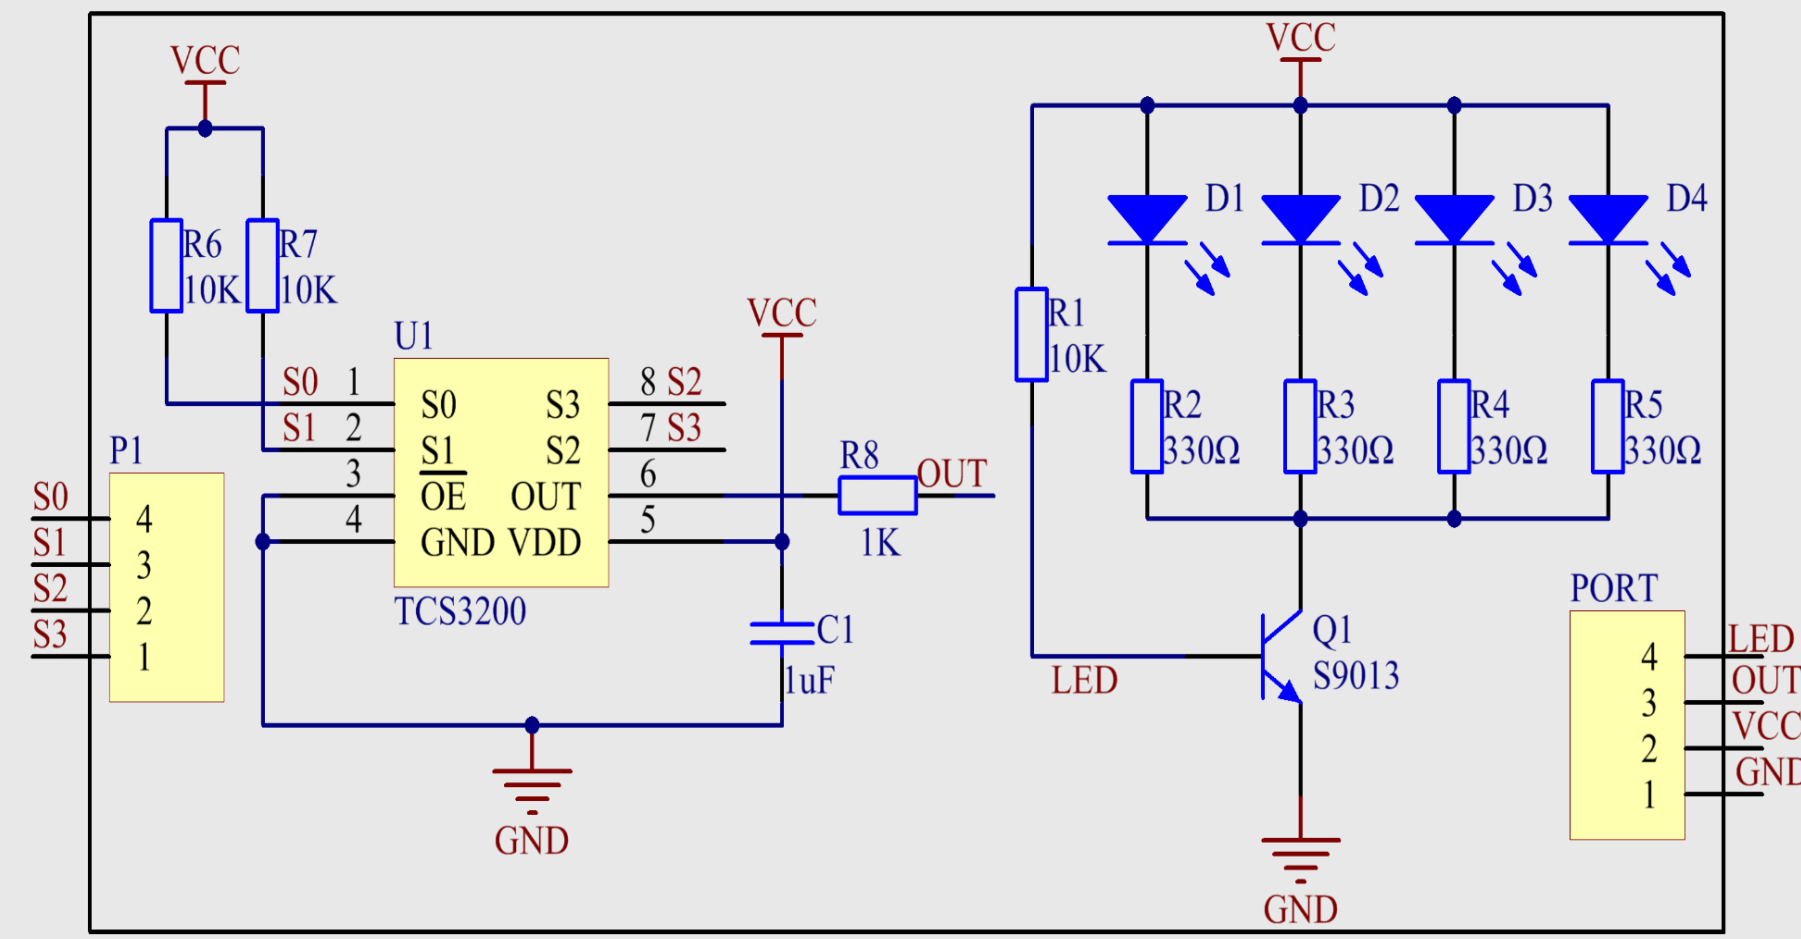 VCC
R6
10K
R7
10K
U1
S0 1
S1 2
3
4
S0
S1
OE
GND
S3
S2
OUT
VDD
8 S2
7 S3
6
5
TCS3200
P1
S0
S1
S2
S3
4
3
2
1
VCC
R8
1K
OUT
C1
1uF
GND
VCC
D1
D2
D3
D4
R1
10K
R2
330Ω
R3
330Ω
R4
330Ω
R5
330Ω
LED
Q1
S9013
GND
PORT
4
3
2
1
LED
OUT
VCC
GND